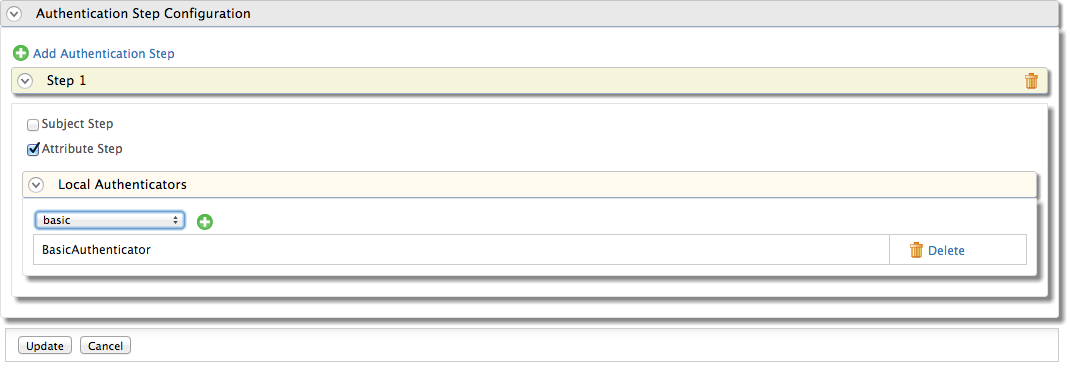 Authentication Step Configuration
Add Authentication Step
Step 1
Subject Step
Attribute Step
Local Authenticators
basic
BasicAuthenticator Delete
Update Cancel